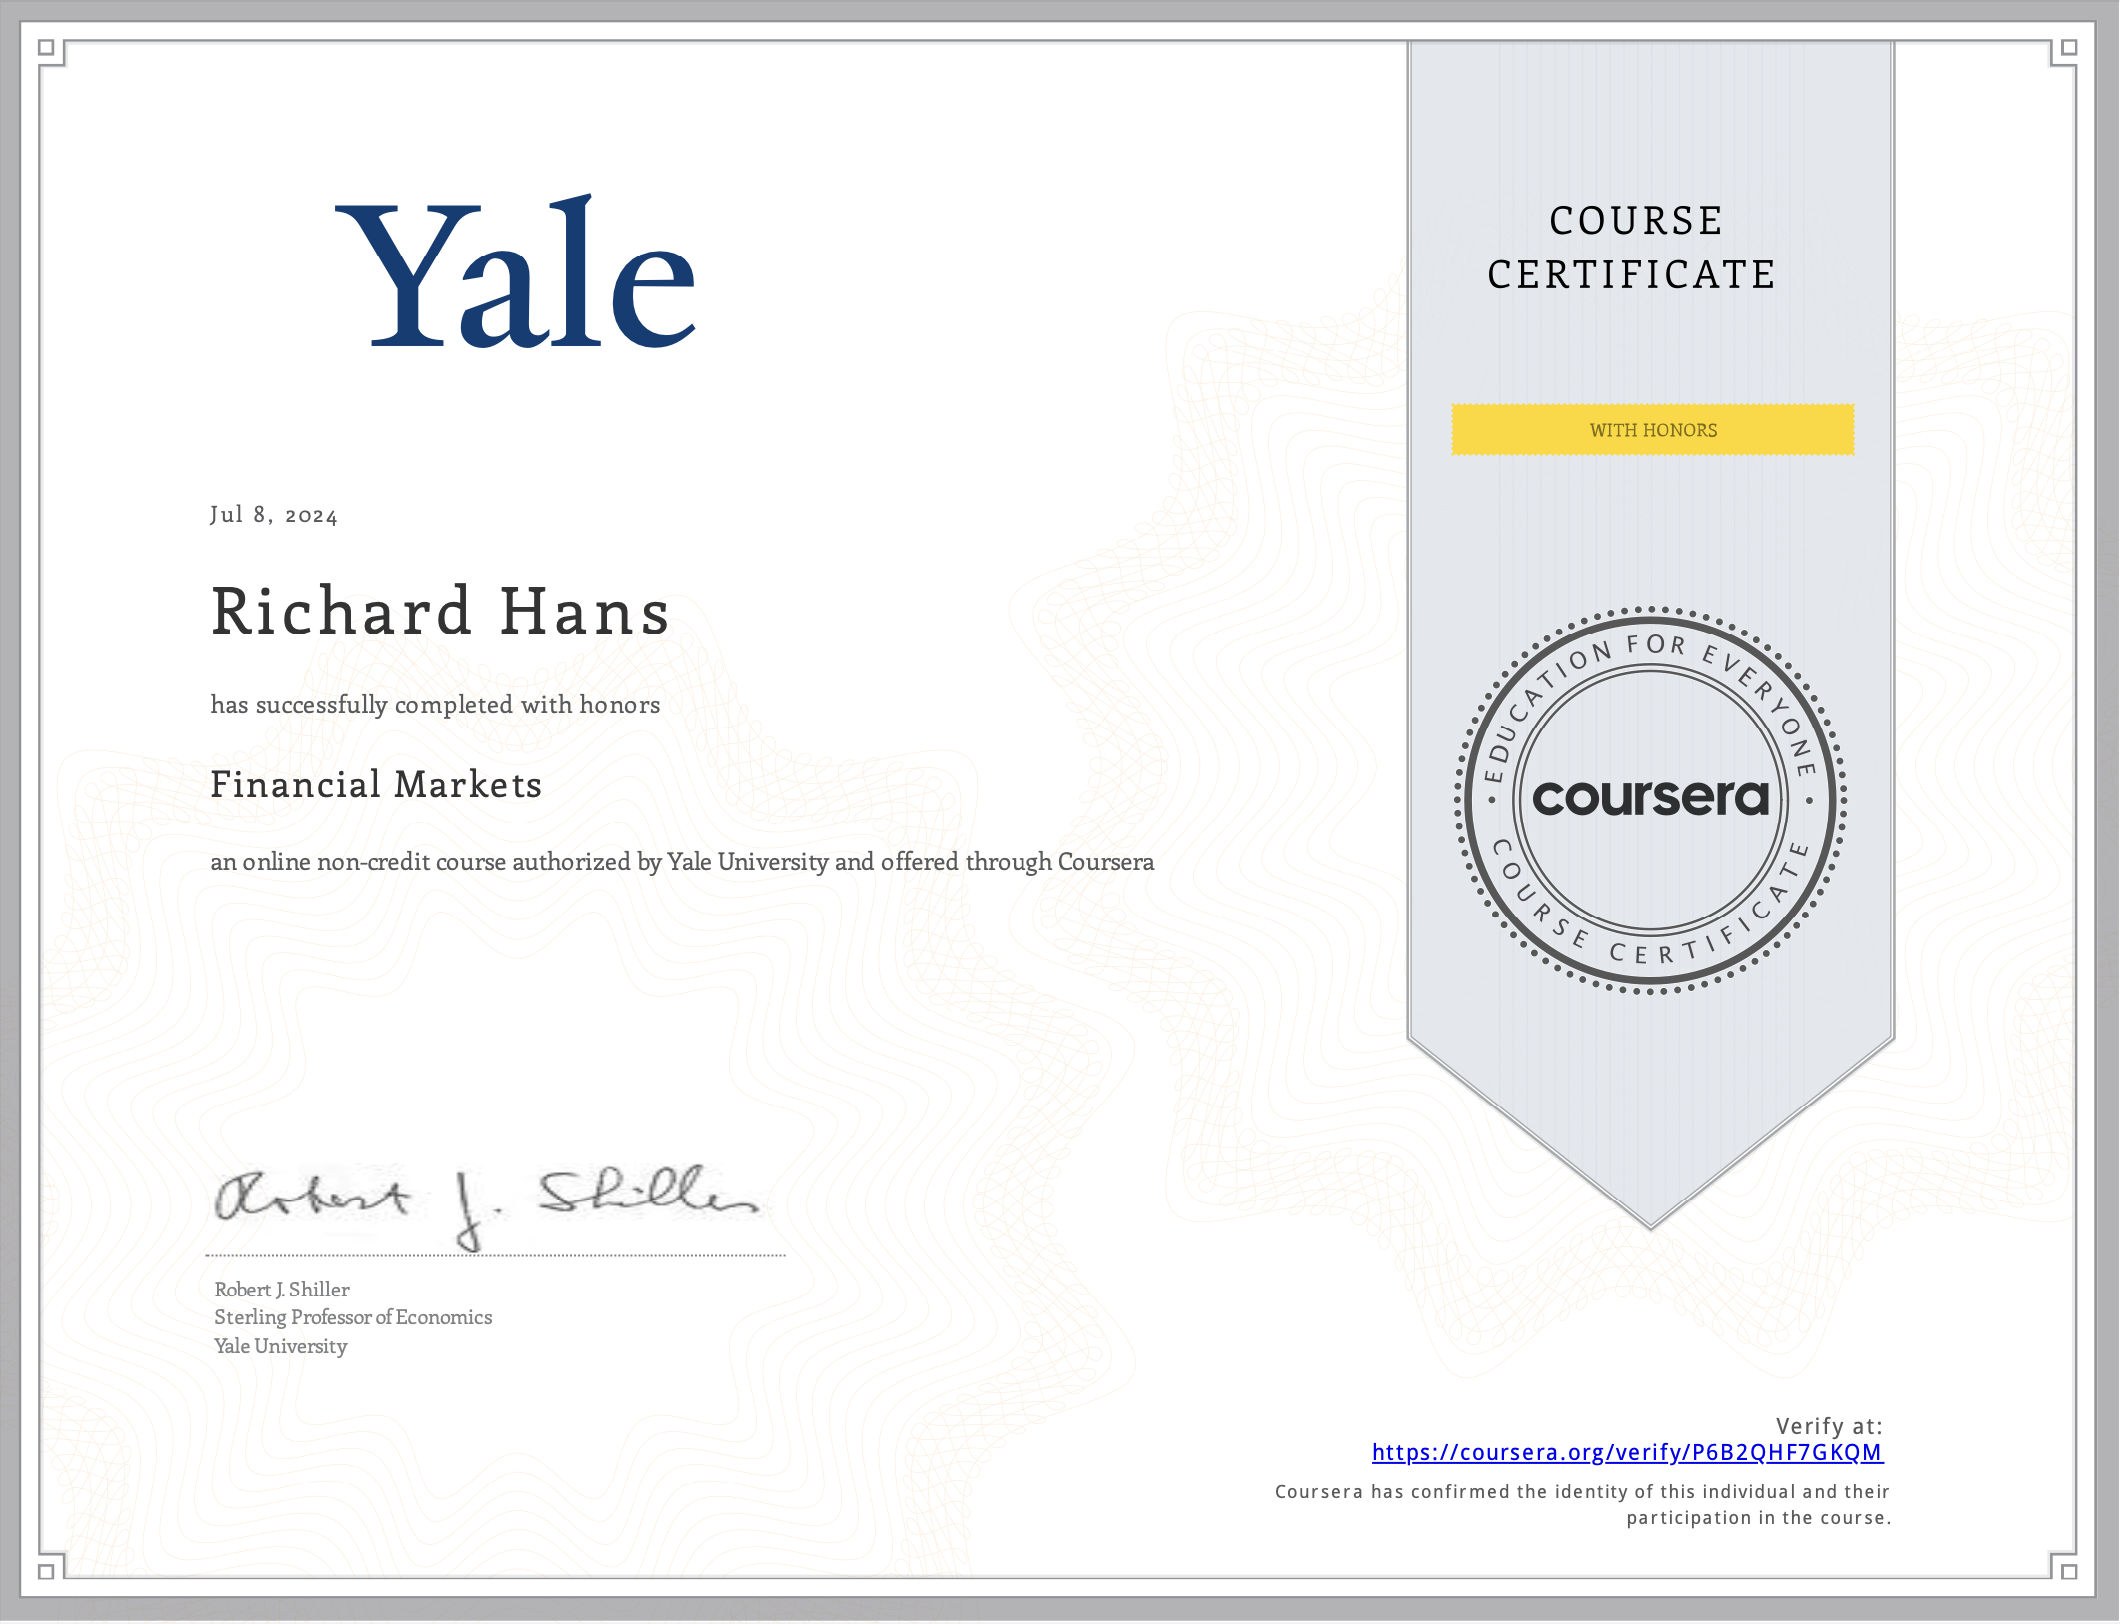 Yale
COURSE
CERTIFICATE
WITH HONORS
Jul 8, 2024
Richard Hans
has successfully completed with honors
Financial Markets
an online non-credit course authorized by Yale University and offered through Coursera
EDUCATION FOR EVERYONE
coursera
COURSE CERTIFICATE
Robert J. Shiller
Robert J. Shiller
Sterling Professor of Economics
Yale University
Verify at:
https://coursera.org/verify/P6B2QHF7GKQM
Coursera has confirmed the identity of this individual and their
participation in the course.